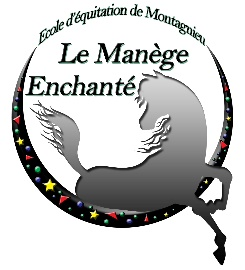 Ecole d'équitation de Montagnieu
Le Manège
Enchanté